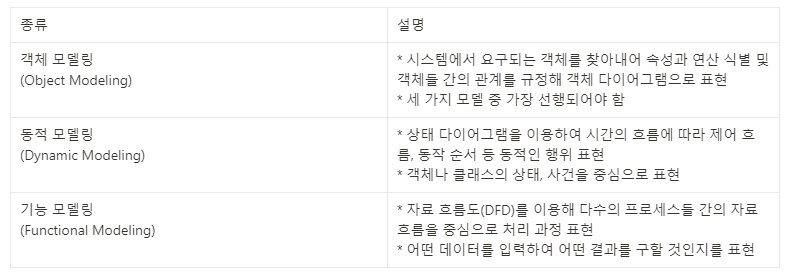 종류
설명
객체 모델링
(Object Modeling)
* 시스템에서 요구되는 객체를 찾아내어 속성과 연산 식별 및
객체들 간의 관계를 규정해 객체 다이어그램으로 표현
* 세 가지 모델 중 가장 선행되어야 함
동적 모델링
(Dynamic Modeling)
* 상태 다이어그램을 이용하여 시간의 흐름에 따라 제어 흐
름, 동작 순서 등 동적인 행위 표현
* 객체나 클래스의 상태, 사건을 중심으로 표현
기능 모델링
(Functional Modeling)
* 자료 흐름도(DFD)를 이용해 다수의 프로세스들 간의 자료
흐름을 중심으로 처리 과정 표현
* 어떤 데이터를 입력하여 어떤 결과를 구할 것인지를 표현